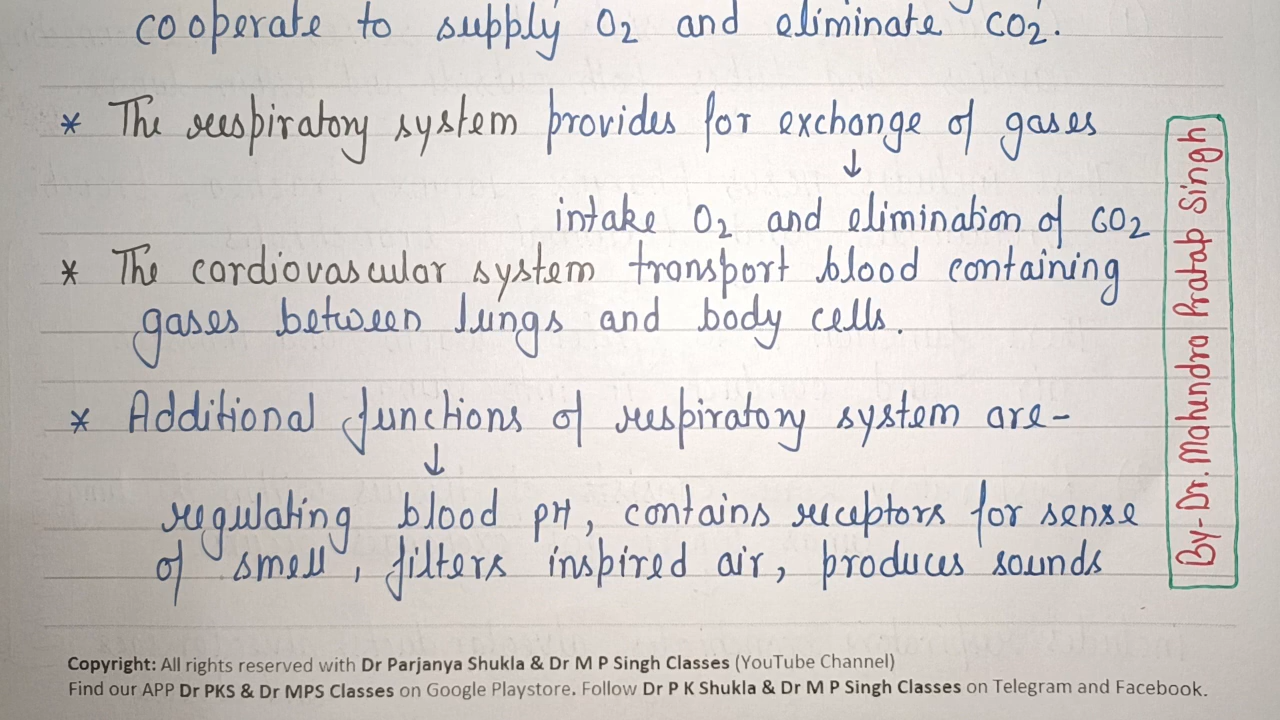 cooperate to supply O₂ and eliminate CO₂.
* The respiratory system provides for exchange of gases
↓
intake O₂ and elimination of CO₂
* The cardiovascular system transport blood containing
gases between lungs and body cells.
* Additional functions of respiratory system are-
↓
regulating blood pH, contains receptors for sense
of smell, filters inspired air, produces sounds
By- Dr. Mahendra Pratap Singh
Copyright: All rights reserved with Dr Parjanya Shukla & Dr M P Singh Classes (YouTube Channel)
Find our APP Dr PKS & Dr MPS Classes on Google Playstore. Follow Dr P K Shukla & Dr M P Singh Classes on Telegram and Facebook.